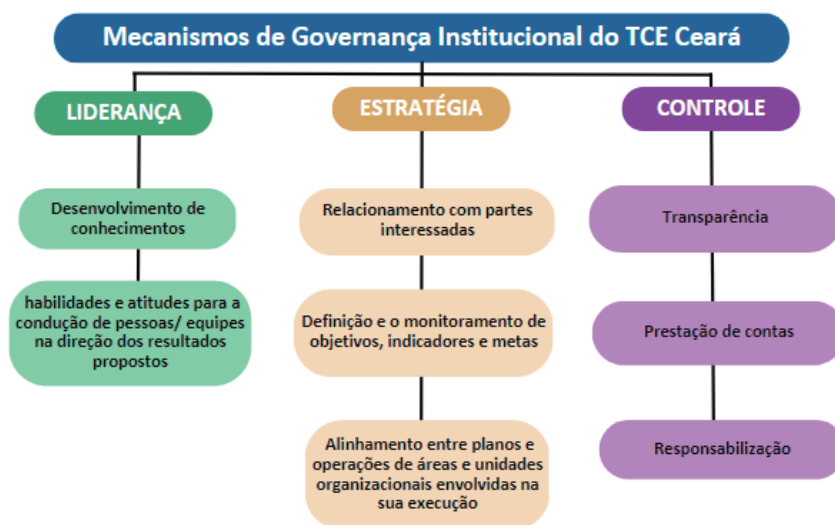 Mecanismos de Governança Institucional do TCE Ceará
LIDERANÇA
Desenvolvimento de
conhecimentos
habilidades e atitudes para a
condução de pessoas/ equipes
na direção dos resultados
propostos
ESTRATÉGIA
Relacionamento com partes
interessadas
Definição e o monitoramento de
objetivos, indicadores e metas
Alinhamento entre planos e
operações de áreas e unidades
organizacionais envolvidas na
sua execução
CONTROLE
Transparência
Prestação de contas
Responsabilização